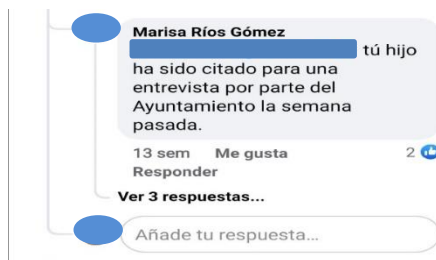 Marisa Ríos Gómez
tú hijo
ha sido citado para una
entrevista por parte del
Ayuntamiento la semana
pasada.
13 sem Me gusta 2
Responder
Ver 3 respuestas...
Añade tu respuesta...